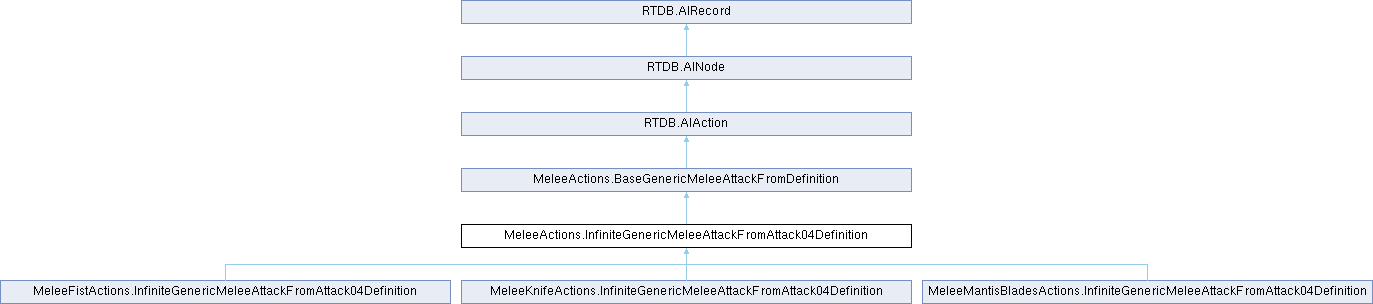 RTDB.AIRecord
RTDB.AINode
RTDB.AIAction
MeleeActions.BaseGenericMeleeAttackFromDefinition
MeleeActions.InfiniteGenericMeleeAttackFromAttack04Definition
MeleeFistActions.InfiniteGenericMeleeAttackFromAttack04Definition
MeleeKnifeActions.InfiniteGenericMeleeAttackFromAttack04Definition
MeleeMantisBladesActions.InfiniteGenericMeleeAttackFromAttack04Definition